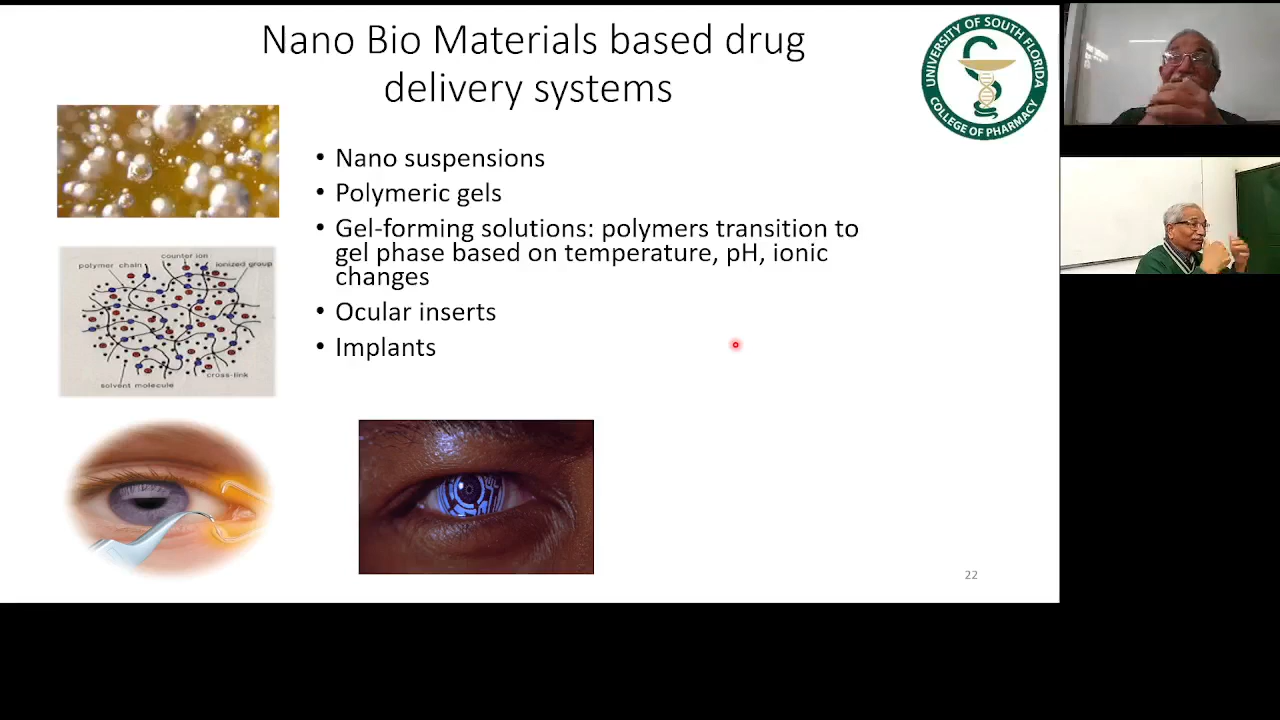 Nano Bio Materials based drug
delivery systems
UNIVERSITY OF SOUTH FLORIDA
COLLEGE OF PHARMACY
• Nano suspensions
• Polymeric gels
• Gel-forming solutions: polymers transition to
gel phase based on temperature, pH, ionic
changes
• Ocular inserts
• Implants
counter ion
polymer chain
ionized group
cross-link
solvent molecule
22